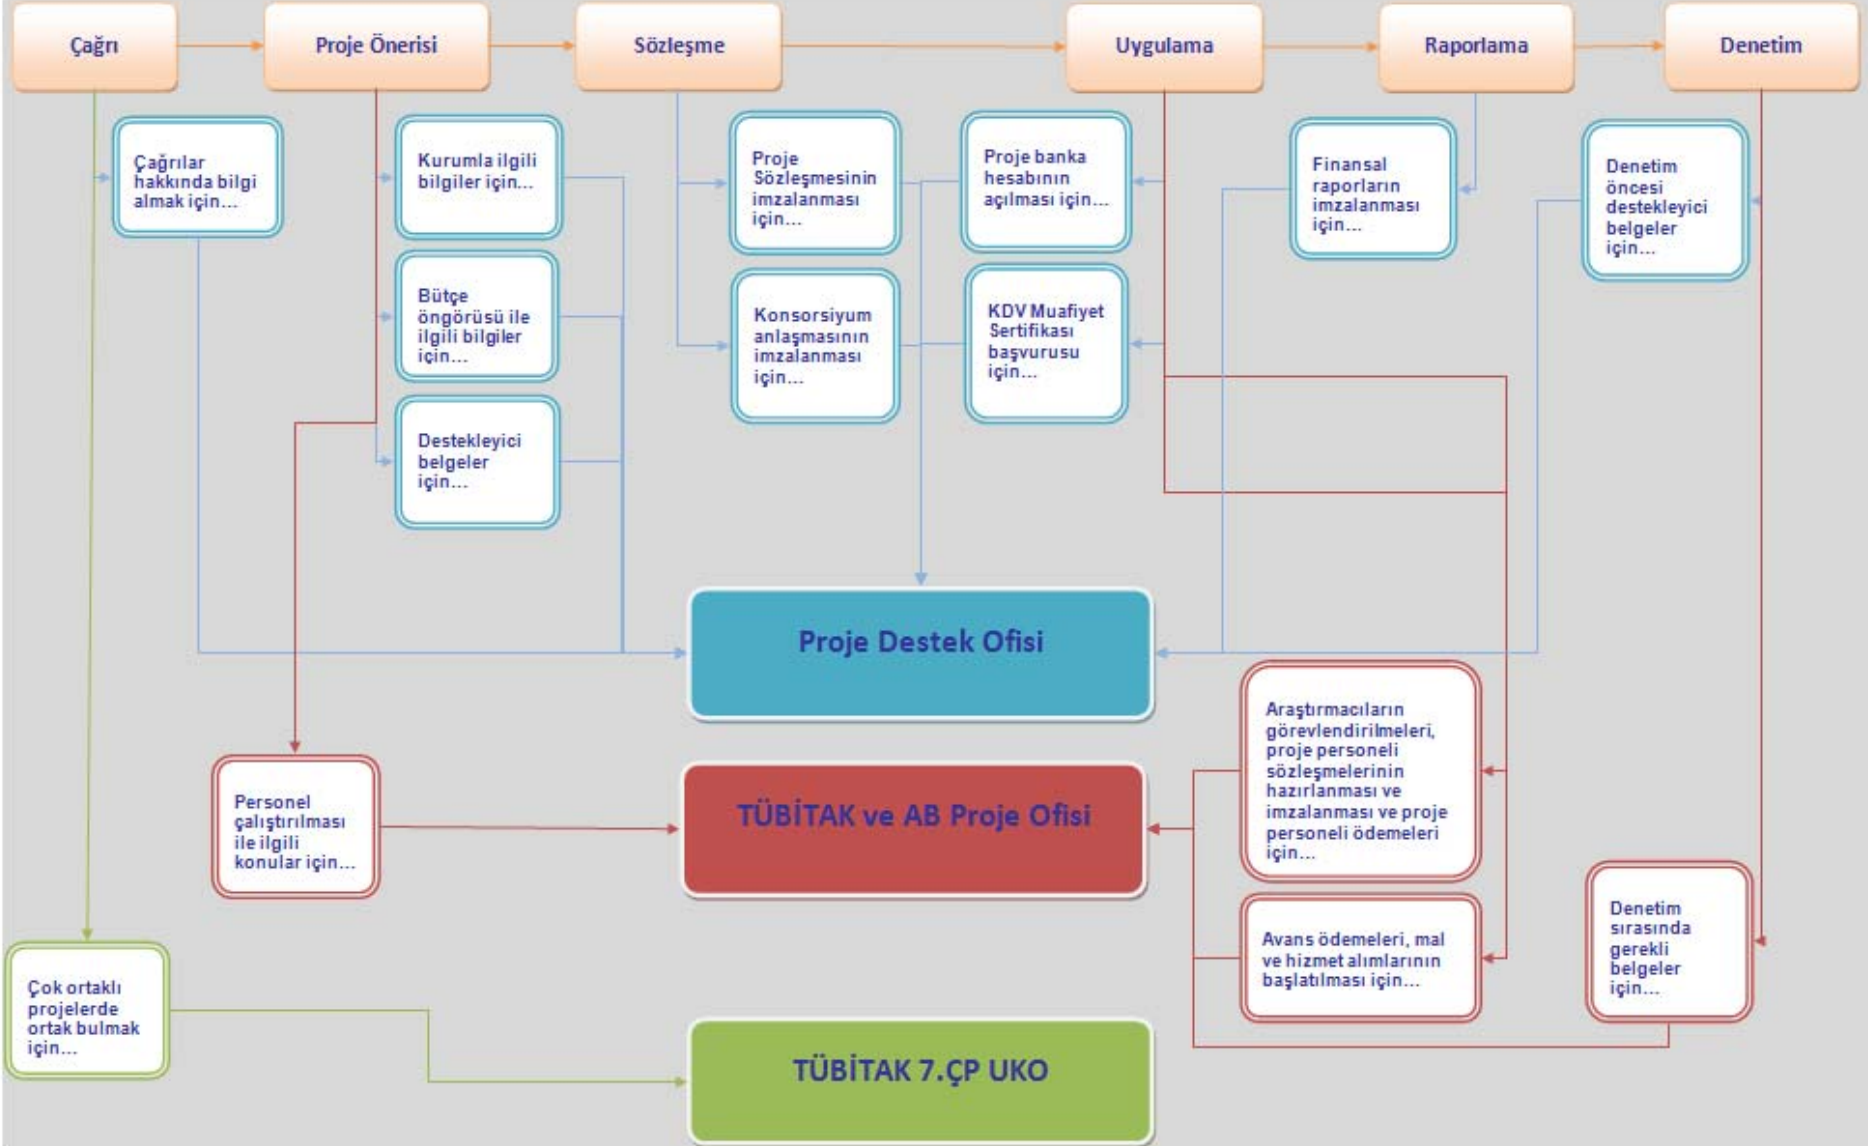 Çağrı
Proje Önerisi
Sözleşme
Uygulama
Raporlama
Denetim
Çağrılar
hakkında bilgi
almak için...
Kurumla ilgili
bilgiler için...
Proje
Sözleşmesinin
imzalanması
için...
Proje banka
hesabının
açılması için...
Finansal
raporların
imzalanması
için...
Denetim
öncesi
destekleyici
belgeler
için...
Bütçe
öngörüsü ile
ilgili bilgiler
için...
Konsorsiyum
anlaşmasının
imzalanması
için...
KDV Muafiyet
Sertifikası
başvurusu
için...
Destekleyici
belgeler
için...
Proje Destek Ofisi
Araştırmacıların
görevlendirilmeleri,
proje personeli
sözleşmelerinin
hazırlanması ve
imzalanması ve proje
personeli ödemeleri
için...
Personel
çalıştırılması
ile ilgili
konular için...
TÜBİTAK ve AB Proje Ofisi
Avans ödemeleri, mal
ve hizmet alımlarının
başlatılması için...
Denetim
sırasında
gerekli
belgeler
için...
Çok ortaklı
projelerde
ortak bulmak
için...
TÜBİTAK 7.ÇP UKO